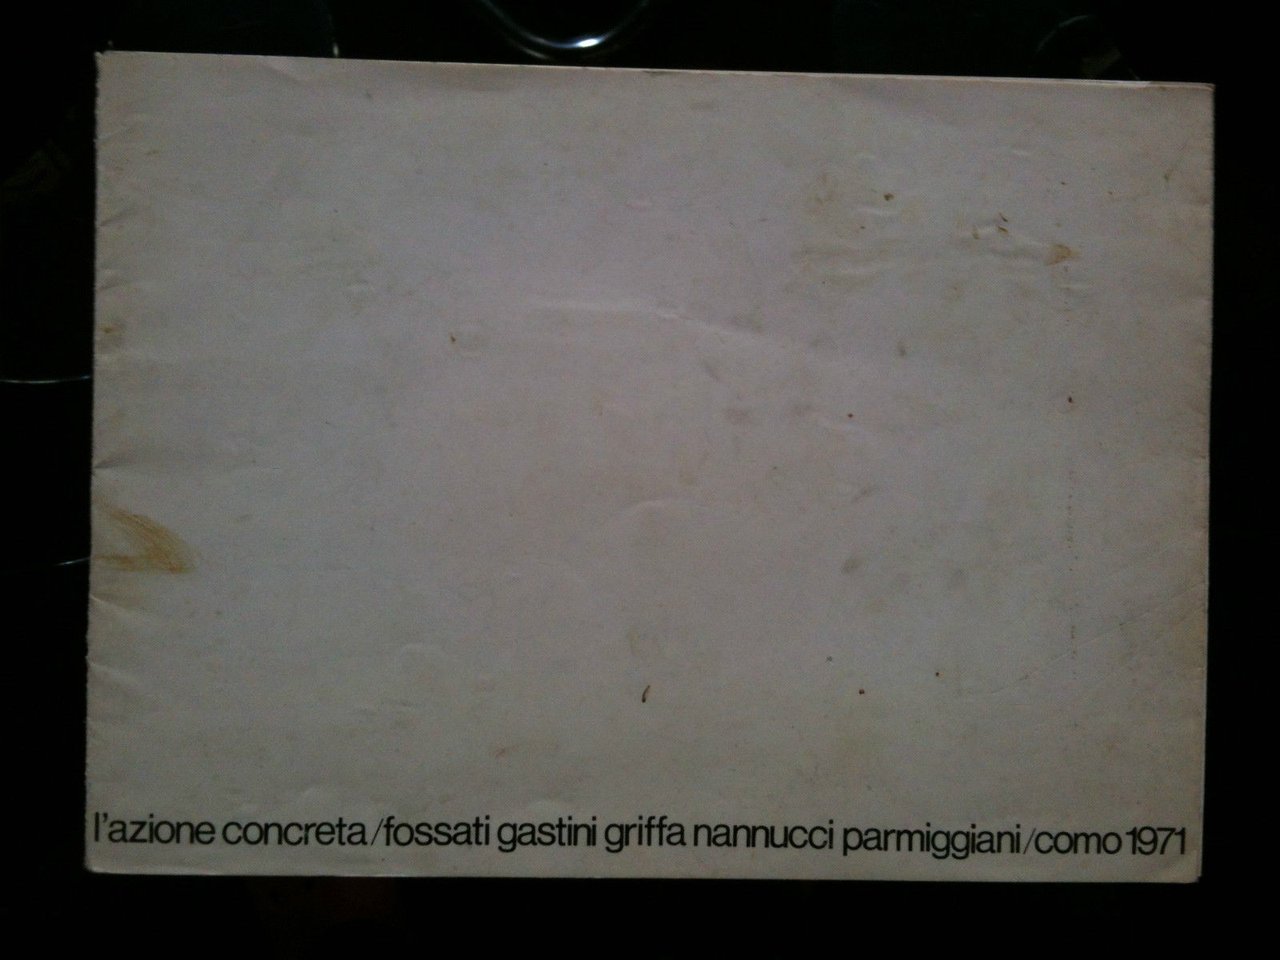 l'azione concreta/fossati gastini griffa nannucci parmiggiani/como 1971